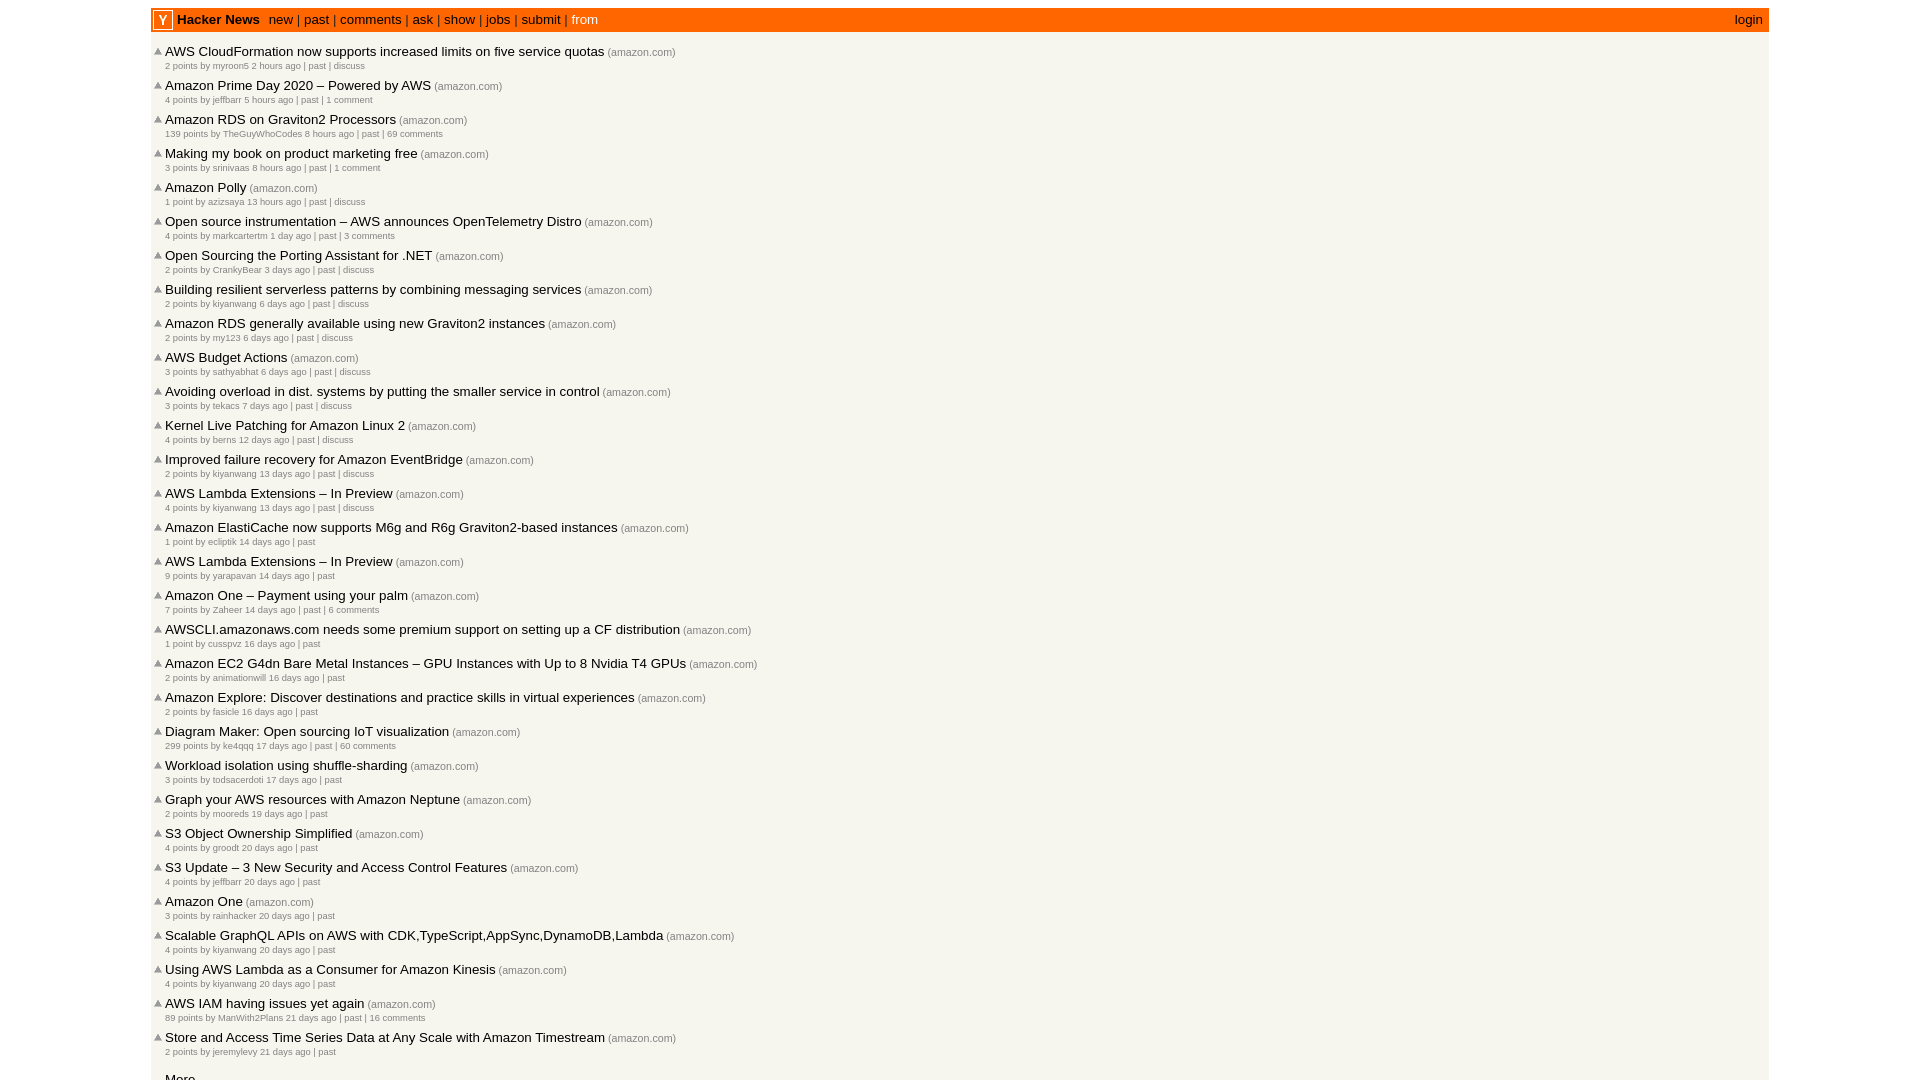 Y Hacker News new | past | comments | ask | show | jobs | submit | from login
AWS CloudFormation now supports increased limits on five service quotas (amazon.com)
2 points by myroon5 2 hours ago | past | discuss
Amazon Prime Day 2020 – Powered by AWS (amazon.com)
4 points by jeffbarr 5 hours ago | past | 1 comment
Amazon RDS on Graviton2 Processors (amazon.com)
139 points by TheGuyWhoCodes 8 hours ago | past | 69 comments
Making my book on product marketing free (amazon.com)
3 points by srinivaas 8 hours ago | past | 1 comment
Amazon Polly (amazon.com)
1 point by azizsaya 13 hours ago | past | discuss
Open source instrumentation – AWS announces OpenTelemetry Distro (amazon.com)
4 points by markcartertm 1 day ago | past | 3 comments
Open Sourcing the Porting Assistant for .NET (amazon.com)
2 points by CrankyBear 3 days ago | past | discuss
Building resilient serverless patterns by combining messaging services (amazon.com)
2 points by kiyanwang 6 days ago | past | discuss
Amazon RDS generally available using new Graviton2 instances (amazon.com)
2 points by my123 6 days ago | past | discuss
AWS Budget Actions (amazon.com)
3 points by sathyabhat 6 days ago | past | discuss
Avoiding overload in dist. systems by putting the smaller service in control (amazon.com)
3 points by tekacs 7 days ago | past | discuss
Kernel Live Patching for Amazon Linux 2 (amazon.com)
4 points by berns 12 days ago | past | discuss
Improved failure recovery for Amazon EventBridge (amazon.com)
2 points by kiyanwang 13 days ago | past | discuss
AWS Lambda Extensions – In Preview (amazon.com)
4 points by kiyanwang 13 days ago | past | discuss
Amazon ElastiCache now supports M6g and R6g Graviton2-based instances (amazon.com)
1 point by ecliptik 14 days ago | past
AWS Lambda Extensions – In Preview (amazon.com)
9 points by yarapavan 14 days ago | past
Amazon One – Payment using your palm (amazon.com)
7 points by Zaheer 14 days ago | past | 6 comments
AWSCLI.amazonaws.com needs some premium support on setting up a CF distribution (amazon.com)
1 point by cusspvz 16 days ago | past
Amazon EC2 G4dn Bare Metal Instances – GPU Instances with Up to 8 Nvidia T4 GPUs (amazon.com)
2 points by animationwill 16 days ago | past
Amazon Explore: Discover destinations and practice skills in virtual experiences (amazon.com)
2 points by fasicle 16 days ago | past
Diagram Maker: Open sourcing IoT visualization (amazon.com)
299 points by ke4qqq 17 days ago | past | 60 comments
Workload isolation using shuffle-sharding (amazon.com)
3 points by todsacerdoti 17 days ago | past
Graph your AWS resources with Amazon Neptune (amazon.com)
2 points by mooreds 19 days ago | past
S3 Object Ownership Simplified (amazon.com)
4 points by groodt 20 days ago | past
S3 Update – 3 New Security and Access Control Features (amazon.com)
4 points by jeffbarr 20 days ago | past
Amazon One (amazon.com)
3 points by rainhacker 20 days ago | past
Scalable GraphQL APIs on AWS with CDK,TypeScript,AppSync,DynamoDB,Lambda (amazon.com)
4 points by kiyanwang 20 days ago | past
Using AWS Lambda as a Consumer for Amazon Kinesis (amazon.com)
4 points by kiyanwang 20 days ago | past
AWS IAM having issues yet again (amazon.com)
89 points by ManWith2Plans 21 days ago | past | 16 comments
Store and Access Time Series Data at Any Scale with Amazon Timestream (amazon.com)
2 points by jeremylevy 21 days ago | past
More